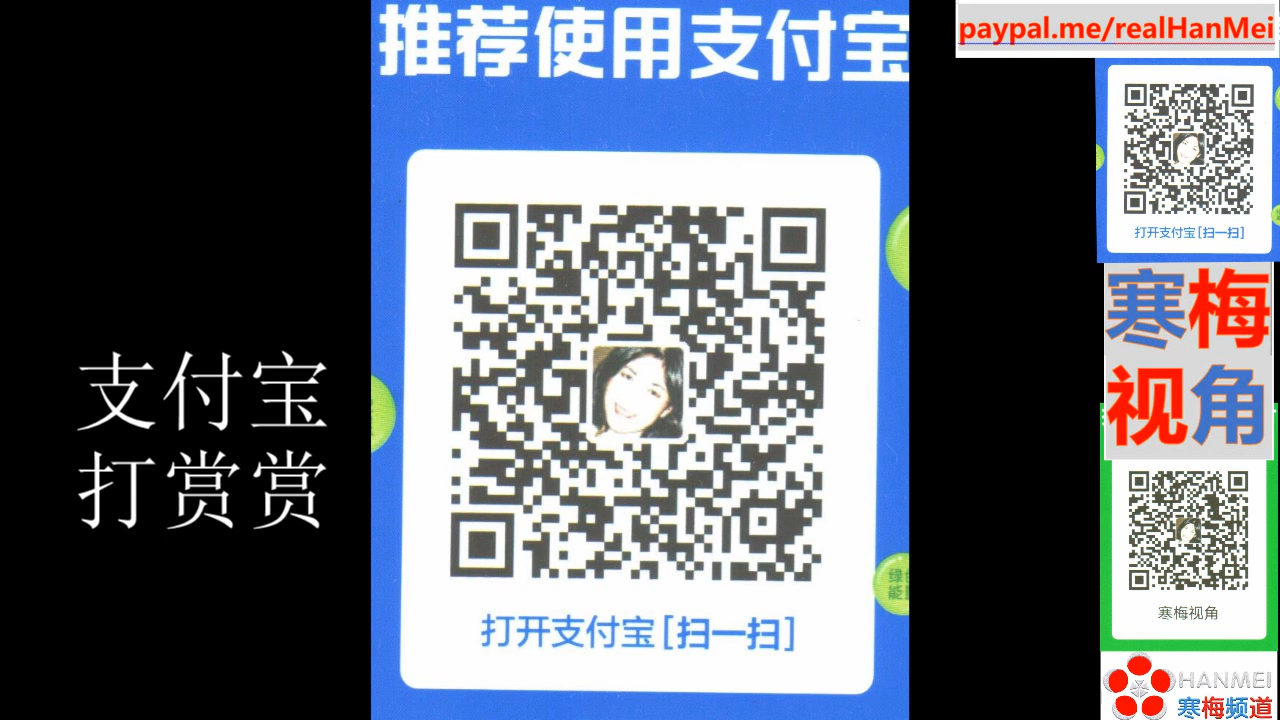 推荐使用支付宝
支付宝
打赏赏
打开支付宝[扫一扫]
paypal.me/realHanMei
打开支付宝[扫一扫]
寒梅
视角
寒梅视角
HANMEI
寒梅频道